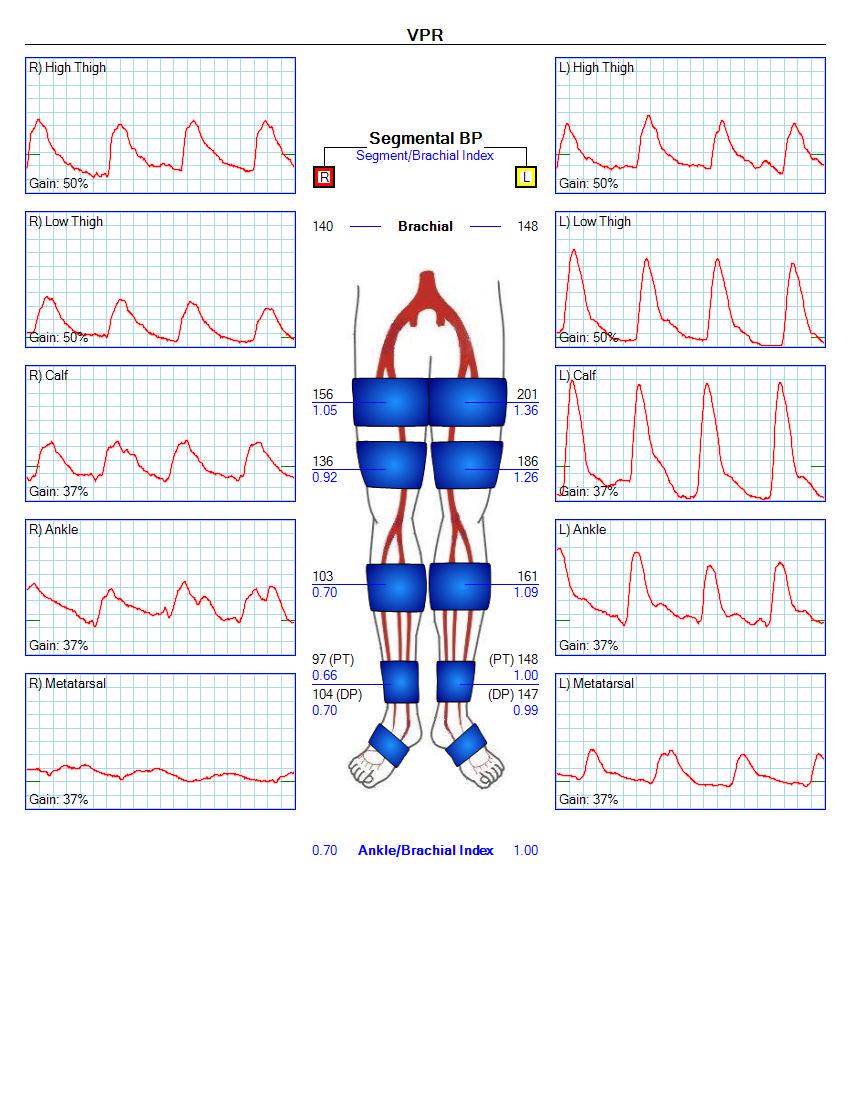 VPR
R) High Thigh
Gain: 50%
R) Low Thigh
Gain: 50%
R) Calf
Gain: 37%
R) Ankle
Gain: 37%
R) Metatarsal
Gain: 37%
Segmental BP
Segment/Brachial Index
R L
140 Brachial 148
156 201
1.05 1.36
136 186
0.92 1.26
103 161
0.70 1.09
97 (PT) (PT) 148
0.66 1.00
104 (DP) (DP) 147
0.70 0.99
0.70 Ankle/Brachial Index 1.00
L) High Thigh
Gain: 50%
L) Low Thigh
Gain: 50%
L) Calf
Gain: 37%
L) Ankle
Gain: 37%
L) Metatarsal
Gain: 37%